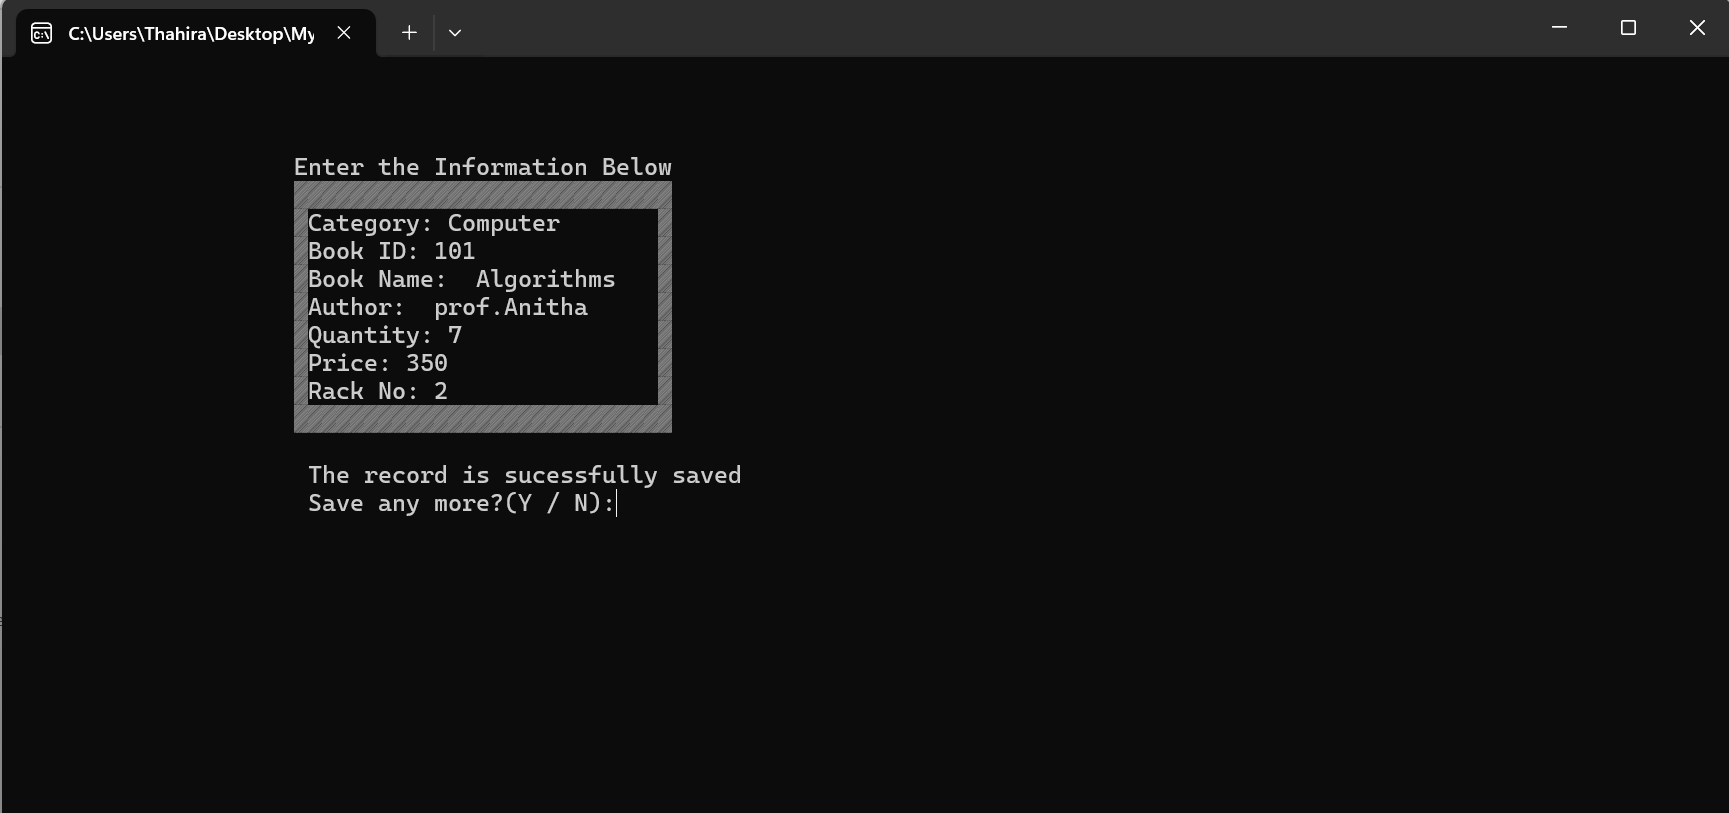 C:\Users\Thahira\Desktop\My
Enter the Information Below
Category: Computer
Book ID: 101
Book Name:  Algorithms
Author:  prof.Anitha
Quantity: 7
Price: 350
Rack No: 2
The record is sucessfully saved
Save any more?(Y / N):